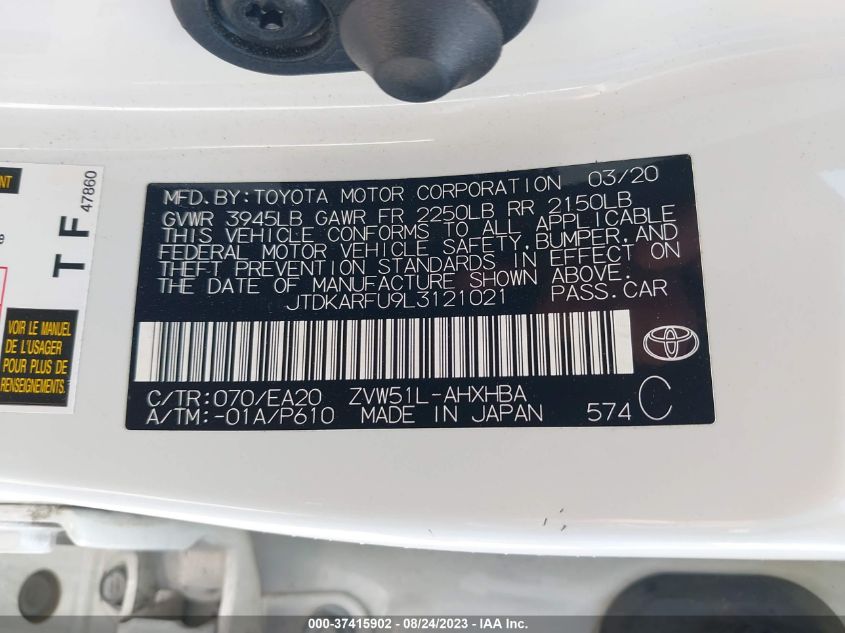 NT
47860
T F
e
VOIR LE MANUEL
DE L'USAGER
POUR PLUS DE
RENSEIGNEMENTS.
MFD.BY:TOYOTA MOTOR CORPORATION 03/20
GVWR 3945LB GAWR FR 2250LB RR 2150LB
THIS VEHICLE CONFORMS TO ALL APPLICABLE
FEDERAL MOTOR VEHICLE SAFETY,BUMPER,AND
THEFT PREVENTION STANDARDS IN EFFECT ON
THE DATE OF MANUFACTURE SHOWN ABOVE.
JTDKARFU9L3121021 PASS.CAR
C/TR:070/EA20 ZVW51L-AHXHBA
A/TM:-01A/P610 MADE IN JAPAN 574 C
000-37415902 - 08/24/2023 - © IAA Inc.